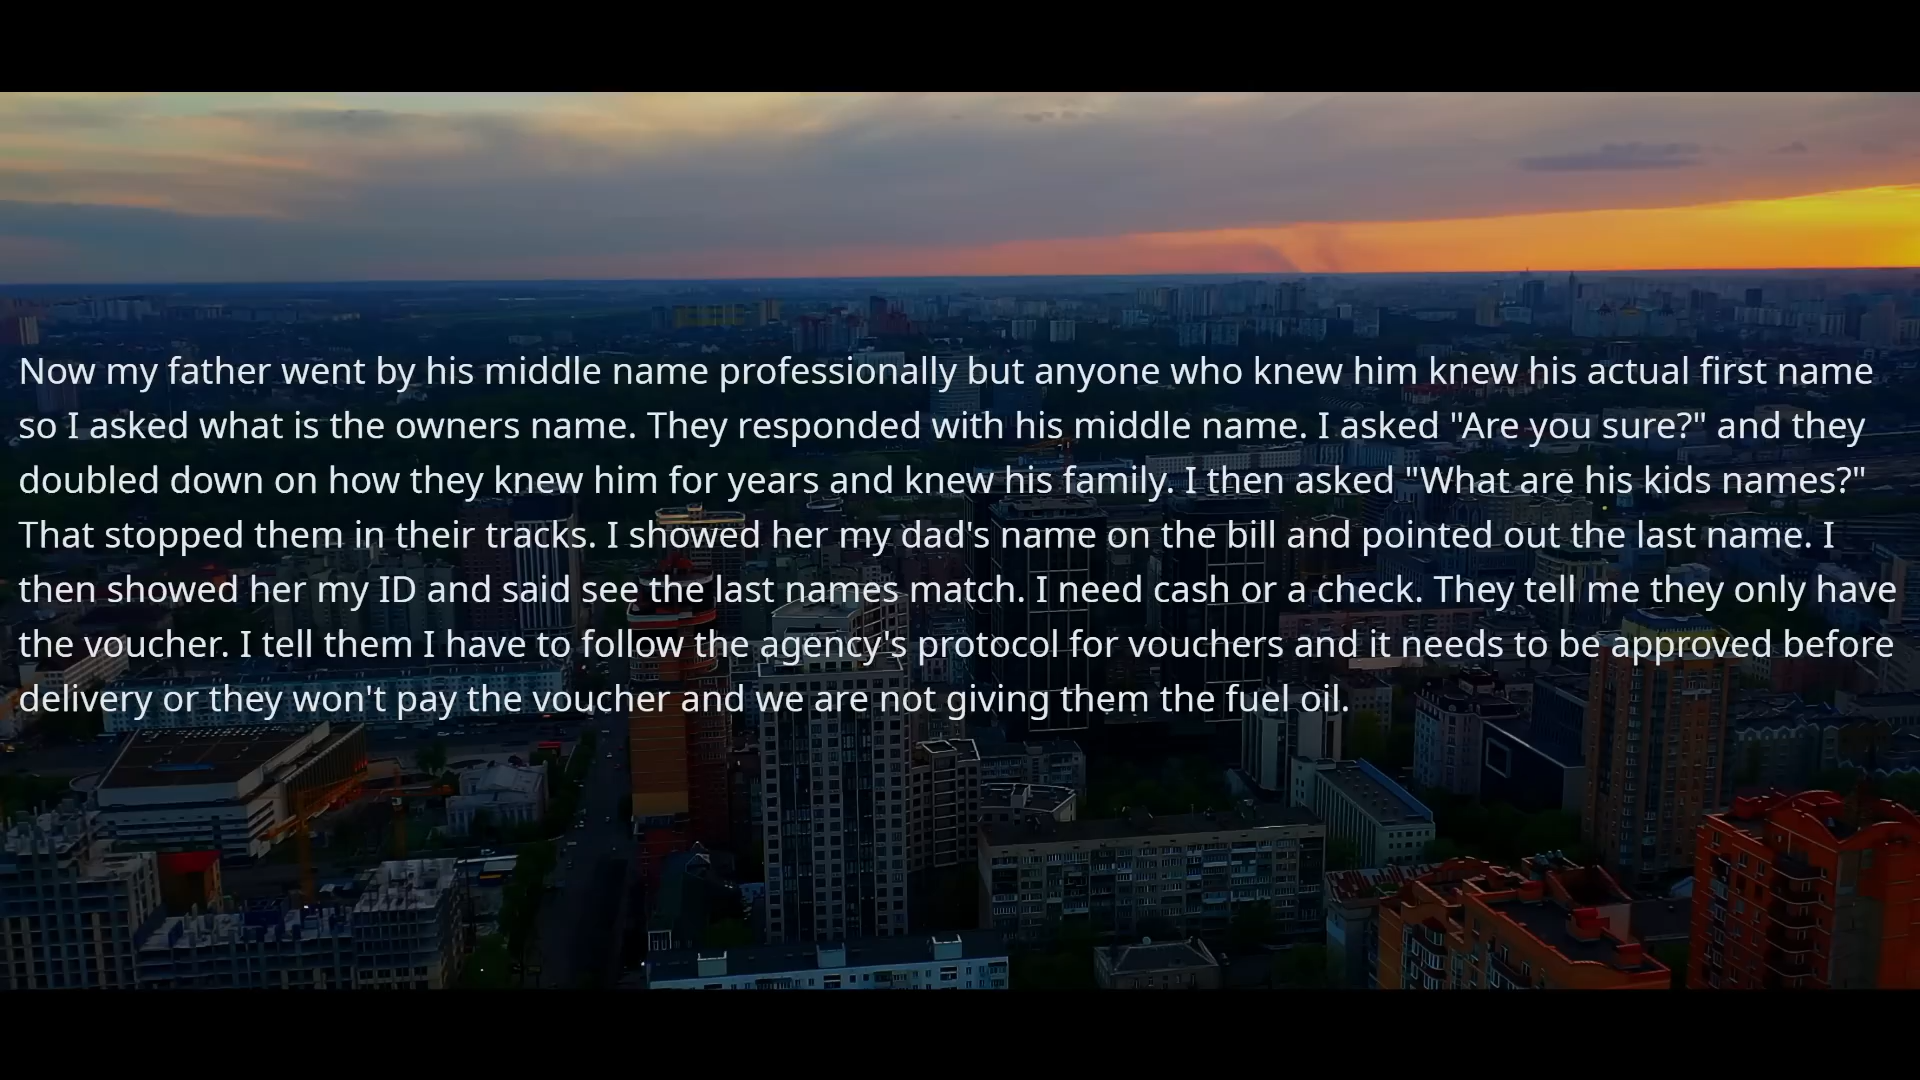 Now my father went by his middle name professionally but anyone who knew him knew his actual first name
so I asked what is the owners name. They responded with his middle name. I asked "Are you sure?" and they
doubled down on how they knew him for years and knew his family. I then asked "What are his kids names?"
That stopped them in their tracks. I showed her my dad's name on the bill and pointed out the last name. I
then showed her my ID and said see the last names match. I need cash or a check. They tell me they only have
the voucher. I tell them I have to follow the agency's protocol for vouchers and it needs to be approved before
delivery or they won't pay the voucher and we are not giving them the fuel oil.